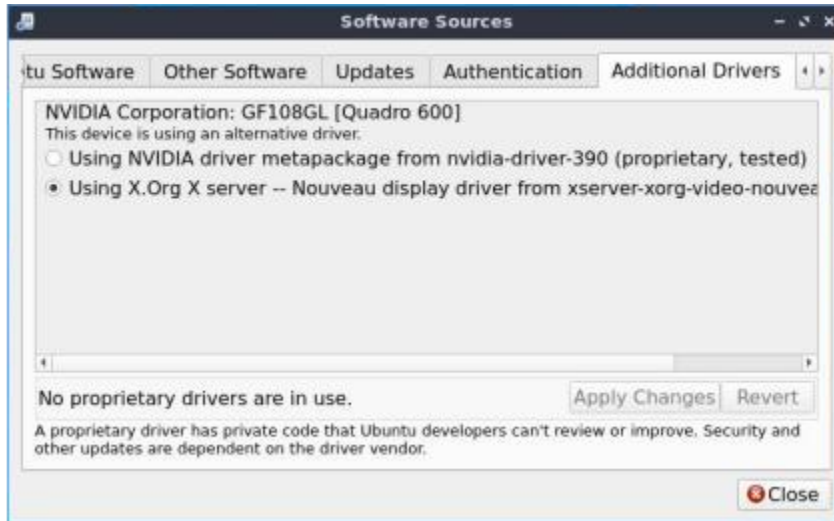 Software Sources
tu Software
Other Software
Updates
Authentication
Additional Drivers
NVIDIA Corporation: GF108GL [Quadro 600]
This device is using an alternative driver.
Using NVIDIA driver metapackage from nvidia-driver-390 (proprietary, tested)
Using X.Org X server -- Nouveau display driver from xserver-xorg-video-nouvea
No proprietary drivers are in use.
Apply Changes
Revert
A proprietary driver has private code that Ubuntu developers can't review or improve. Security and
other updates are dependent on the driver vendor.
Close